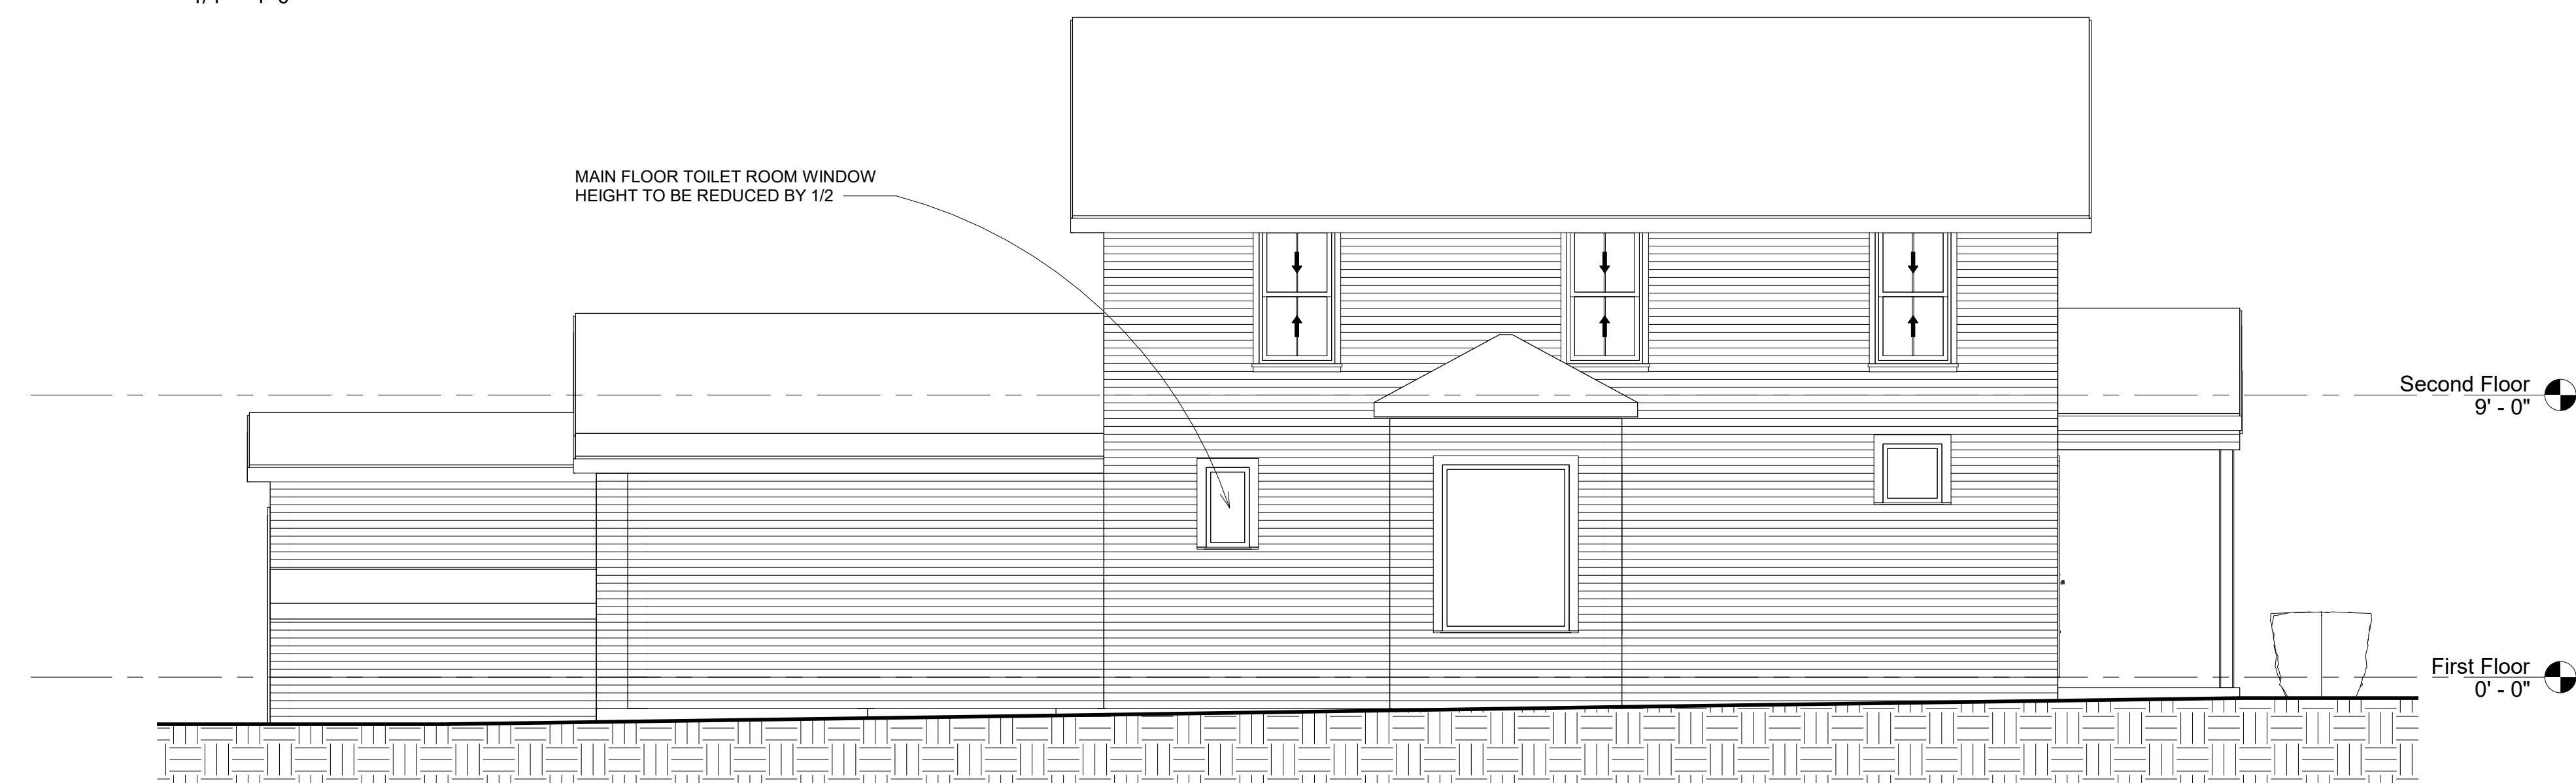 MAIN FLOOR TOILET ROOM WINDOW
HEIGHT TO BE REDUCED BY 1/2
Second Floor
9' - 0"
First Floor
0' - 0"